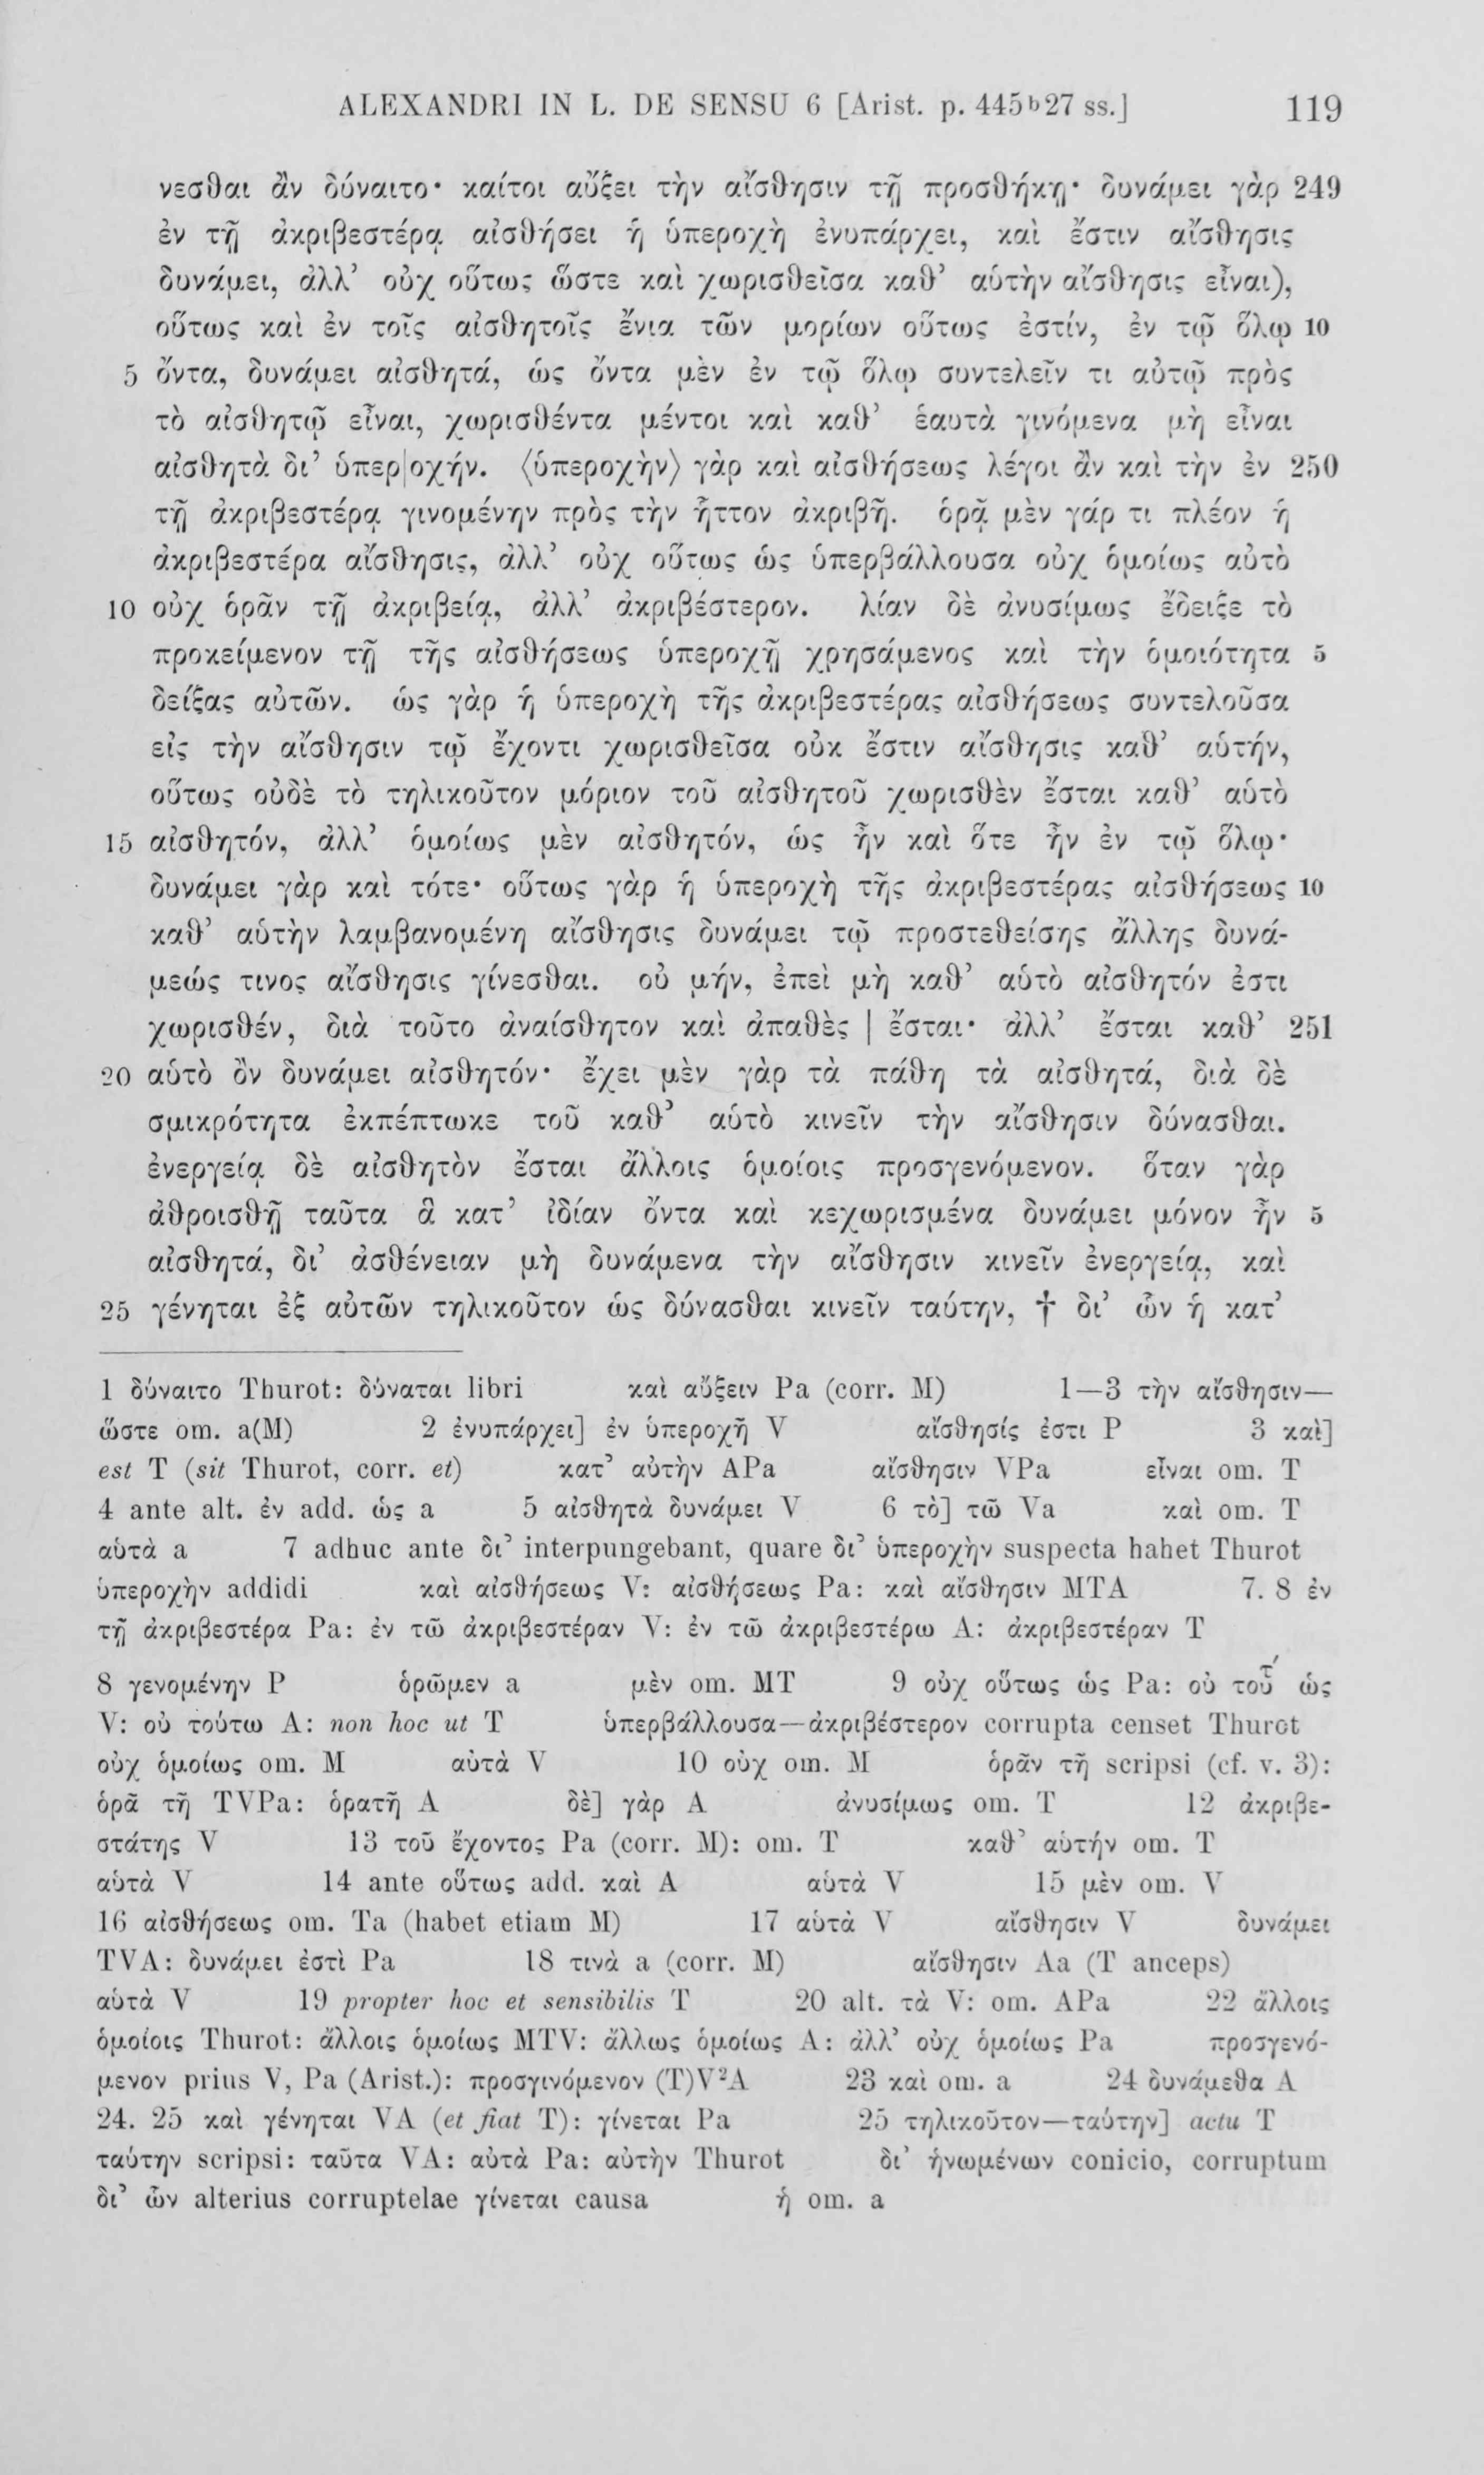 ALEXANDRI IN L. DE SENSU 6 [Arist. p. 445ᵇ27 ss.] 119
νεσθαι ἂν δύναιτο· καίτοι αὔξει τὴν αἴσθησιν τῇ προσθήκῃ· δυνάμει γὰρ 249
ἐν τῇ ἀκριβεστέρᾳ αἰσθήσει ἡ ὑπεροχὴ ἐνυπάρχει, καὶ ἔστιν αἴσθησις
δυνάμει, ἀλλ’ οὐχ οὕτως ὥστε καὶ χωρισθεῖσα καθ’ αὑτὴν αἴσθησις εἶναι),
οὕτως καὶ ἐν τοῖς αἰσθητοῖς ἔνια τῶν μορίων οὕτως ἐστίν, ἐν τῷ ὅλῳ 10
5 ὄντα, δυνάμει αἰσθητά, ὡς ὄντα μὲν ἐν τῷ ὅλῳ συντελεῖν τι αὐτῷ πρὸς
τὸ αἰσθητῷ εἶναι, χωρισθέντα μέντοι καὶ καθ’ ἑαυτὰ γινόμενα μὴ εἶναι
αἰσθητὰ δι’ ὑπερ|οχήν. ⟨ὑπεροχὴν⟩ γὰρ καὶ αἰσθήσεως λέγοι ἂν καὶ τὴν ἐν 250
τῇ ἀκριβεστέρᾳ γινομένην πρὸς τὴν ἧττον ἀκριβῆ. ὁρᾷ μὲν γάρ τι πλέον ἡ
ἀκριβεστέρα αἴσθησις, ἀλλ’ οὐχ οὕτως ὡς ὑπερβάλλουσα οὐχ ὁμοίως αὐτὸ
10 οὐχ ὁρᾶν τῇ ἀκριβείᾳ, ἀλλ’ ἀκριβέστερον. λίαν δὲ ἀνυσίμως ἔδειξε τὸ
προκείμενον τῇ τῆς αἰσθήσεως ὑπεροχῇ χρησάμενος καὶ τὴν ὁμοιότητα 5
δείξας αὐτῶν. ὡς γὰρ ἡ ὑπεροχὴ τῆς ἀκριβεστέρας αἰσθήσεως συντελοῦσα
εἰς τὴν αἴσθησιν τῷ ἔχοντι χωρισθεῖσα οὐκ ἔστιν αἴσθησις καθ’ αὑτήν,
οὕτως οὐδὲ τὸ τηλικοῦτον μόριον τοῦ αἰσθητοῦ χωρισθὲν ἔσται καθ’ αὑτὸ
15 αἰσθητόν, ἀλλ’ ὁμοίως μὲν αἰσθητόν, ὡς ἦν καὶ ὅτε ἦν ἐν τῷ ὅλῳ·
δυνάμει γὰρ καὶ τότε· οὕτως γὰρ ἡ ὑπεροχὴ τῆς ἀκριβεστέρας αἰσθήσεως 10
καθ’ αὑτὴν λαμβανομένη αἴσθησις δυνάμει τῷ προστεθείσης ἄλλης δυνά-
μεώς τινος αἴσθησις γίνεσθαι. οὐ μήν, ἐπεὶ μὴ καθ’ αὑτὸ αἰσθητόν ἐστι
χωρισθέν, διὰ τοῦτο ἀναίσθητον καὶ ἀπαθὲς | ἔσται· ἀλλ’ ἔσται καθ’ 251
20 αὑτὸ ὂν δυνάμει αἰσθητόν· ἔχει μὲν γὰρ τὰ πάθη τὰ αἰσθητά, διὰ δὲ
σμικρότητα ἐκπέπτωκε τοῦ καθ’ αὑτὸ κινεῖν τὴν αἴσθησιν δύνασθαι.
ἐνεργείᾳ δὲ αἰσθητὸν ἔσται ἄλλοις ὁμοίοις προσγενόμενον. ὅταν γὰρ
ἀθροισθῇ ταῦτα ἃ κατ’ ἰδίαν ὄντα καὶ κεχωρισμένα δυνάμει μόνον ἦν 5
αἰσθητά, δι’ ἀσθένειαν μὴ δυνάμενα τὴν αἴσθησιν κινεῖν ἐνεργείᾳ, καὶ
25 γένηται ἐξ αὐτῶν τηλικοῦτον ὡς δύνασθαι κινεῖν ταύτην, † δι’ ὧν ἡ κατ’
1 δύναιτο Thurot: δύναται libri καὶ αὔξειν Pa (corr. M) 1—3 τὴν αἴσθησιν—
ὥστε om. a(M) 2 ἐνυπάρχει] ἐν ὑπεροχῇ V αἴσθησίς ἐστι P 3 καὶ]
est T (sit Thurot, corr. et) κατ’ αὐτὴν APa αἴσθησιν VPa εἶναι om. T
4 ante alt. ἐν add. ὡς a 5 αἰσθητὰ δυνάμει V 6 τὸ] τῶ Va καὶ om. T
αὑτὰ a 7 adhuc ante δι’ interpungebant, quare δι’ ὑπεροχὴν suspecta habet Thurot
ὑπεροχὴν addidi καὶ αἰσθήσεως V: αἰσθήσεως Pa: καὶ αἴσθησιν MTA 7. 8 ἐν
τῇ ἀκριβεστέρα Pa: ἐν τῶ ἀκριβεστέραν V: ἐν τῶ ἀκριβεστέρω A: ἀκριβεστέραν T
8 γενομένην P ὁρῶμεν a μὲν om. MT 9 οὐχ οὕτως ὡς Pa: οὐ τοῦ τ́ ὡς
V: οὐ τούτω A: non hoc ut T ὑπερβάλλουσα—ἀκριβέστερον corrupta censet Thurot
οὐχ ὁμοίως om. M αὐτὰ V 10 οὐχ om. M ὁρᾶν τῇ scripsi (cf. v. 3):
ὁρᾶ τῇ TVPa: ὁρατῇ A δὲ] γὰρ A ἀνυσίμως om. T 12 ἀκριβε-
στάτης V 13 τοῦ ἔχοντος Pa (corr. M): om. T καθ’ αὑτήν om. T
αὑτὰ V 14 ante οὕτως add. καὶ A αὑτὰ V 15 μὲν om. V
16 αἰσθήσεως om. Ta (habet etiam M) 17 αὑτὰ V αἴσθησιν V δυνάμει
TVA: δυνάμει ἐστὶ Pa 18 τινὰ a (corr. M) αἴσθησιν Aa (T anceps)
αὑτὰ V 19 propter hoc et sensibilis T 20 alt. τὰ V: om. APa 22 ἄλλοις
ὁμοίοις Thurot: ἄλλοις ὁμοίως MTV: ἄλλως ὁμοίως A: ἀλλ’ οὐχ ὁμοίως Pa προσγενό-
μενον prius V, Pa (Arist.): προσγινόμενον (T)V²A 23 καὶ om. a 24 δυνάμεθα A
24. 25 καὶ γένηται VA (et fiat T): γίνεται Pa 25 τηλικοῦτον—ταύτην] actu T
ταύτην scripsi: ταῦτα VA: αὐτὰ Pa: αὐτὴν Thurot δι’ ἡνωμένων conicio, corruptum
δι’ ὧν alterius corruptelae γίνεται causa ἡ om. a